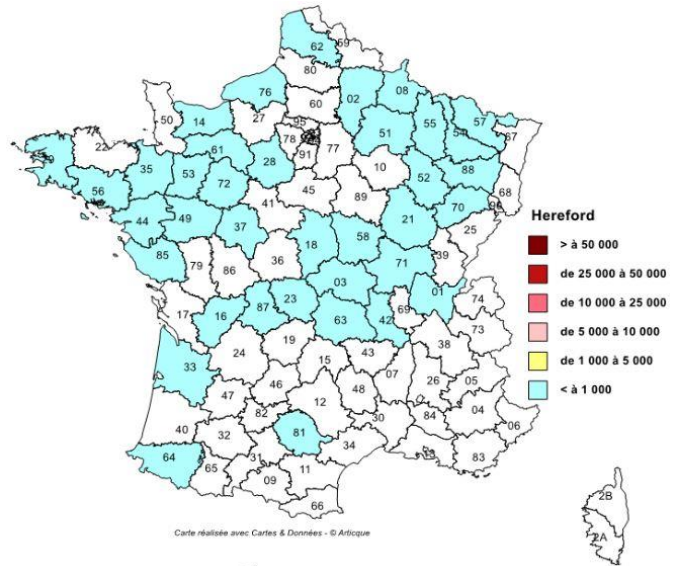 62 59
80
76 02 08
60
50 14 27 95 57
51 55 54 67
78
22 61 77
29 35 28 91 88
53 10 52
72 68
56 45 89 70
41 90
44 49 21
37 25
18 58
85 39
79 86 36 71
03 01
74
17 16 87 23 63 42 69
73
19 38
24 43
33 15
07 26 05
46 48
47 12
82 30 84 04
06
40 32 81
34 13
64 31 83
65 11
09
66
2B
2A
Hereford
> à 50 000
de 25 000 à 50 000
de 10 000 à 25 000
de 5 000 à 10 000
de 1 000 à 5 000
< à 1 000
Carte réalisée avec Cartes & Données - © Articque